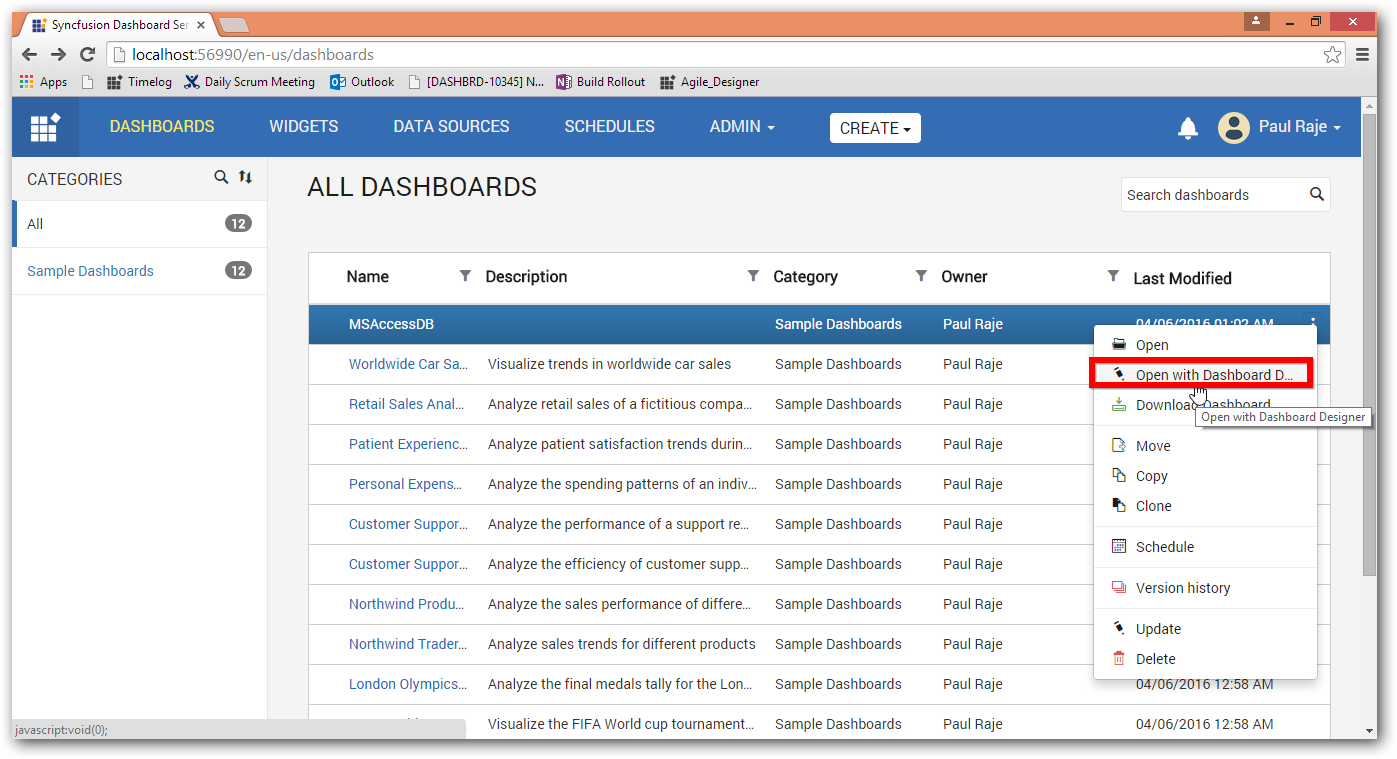 Syncfusion Dashboard Ser
localhost:56990/en-us/dashboards
Apps Timelog Daily Scrum Meeting Outlook [DASHBRD-10345] N... Build Rollout Agile_Designer
DASHBOARDS WIDGETS DATA SOURCES SCHEDULES ADMIN CREATE Paul Raje
CATEGORIES
All 12
Sample Dashboards 12
ALL DASHBOARDS
Search dashboards
Name Description Category Owner Last Modified
MSAccessDB Sample Dashboards Paul Raje 04/06/2016 01:02 AM
Worldwide Car Sa... Visualize trends in worldwide car sales Sample Dashboards Paul Raje
Retail Sales Anal... Analyze retail sales of a fictitious compa... Sample Dashboards Paul Raje
Patient Experienc... Analyze patient satisfaction trends durin... Sample Dashboards Paul Raje
Personal Expens... Analyze the spending patterns of an indiv... Sample Dashboards Paul Raje
Customer Suppor... Analyze the performance of a support re... Sample Dashboards Paul Raje
Customer Suppor... Analyze the efficiency of customer supp... Sample Dashboards Paul Raje
Northwind Produ... Analyze the sales performance of differe... Sample Dashboards Paul Raje
Northwind Trader... Analyze sales trends for different products Sample Dashboards Paul Raje
London Olympics... Analyze the final medals tally for the Lon... Sample Dashboards Paul Raje 04/06/2016 12:58 AM
Visualize the FIFA World cup tournament... Sample Dashboards Paul Raje 04/06/2016 12:58 AM
Open
Open with Dashboard D...
Download Dashboard
Open with Dashboard Designer
Move
Copy
Clone
Schedule
Version history
Update
Delete
javascript:void(0);